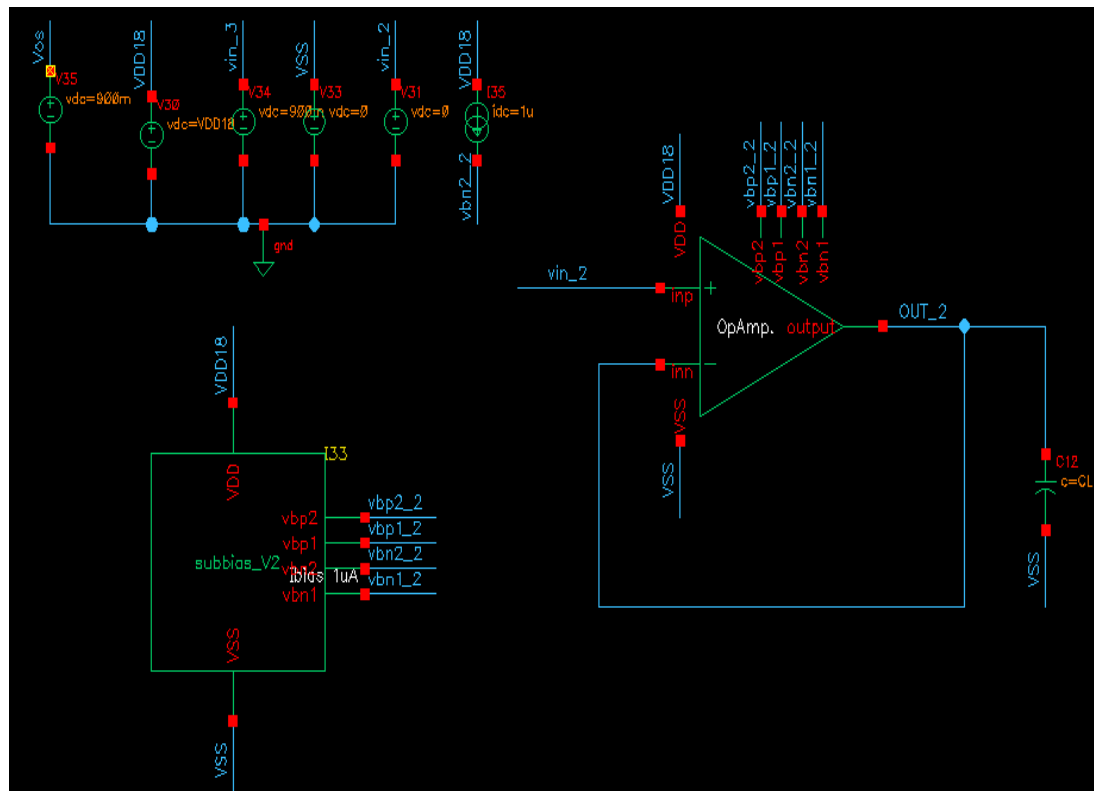 Vos
VDD18
vin_3
VSS
vin_2
VDD18
V35
vdc=900m
V30
vdc=VDD18
V34
vdc=900m
V33
vdc=0
V31
vdc=0
I35
idc=1u
vbn2_2
gnd
VDD18
VDD
vbp2_2
vbp1_2
vbn2_2
vbn1_2
vbp2
vbp1
vbn2
vbn1
vin_2
inp
+
OpAmp.
output
OUT_2
inn
−
VSS
VSS
C12
c=CL
VSS
VDD18
I33
VDD
vbp2
vbp2_2
vbp1
vbp1_2
subbias_V2
vbn2
vbn2_2
Ibias 1uA
vbn1
vbn1_2
VSS
VSS